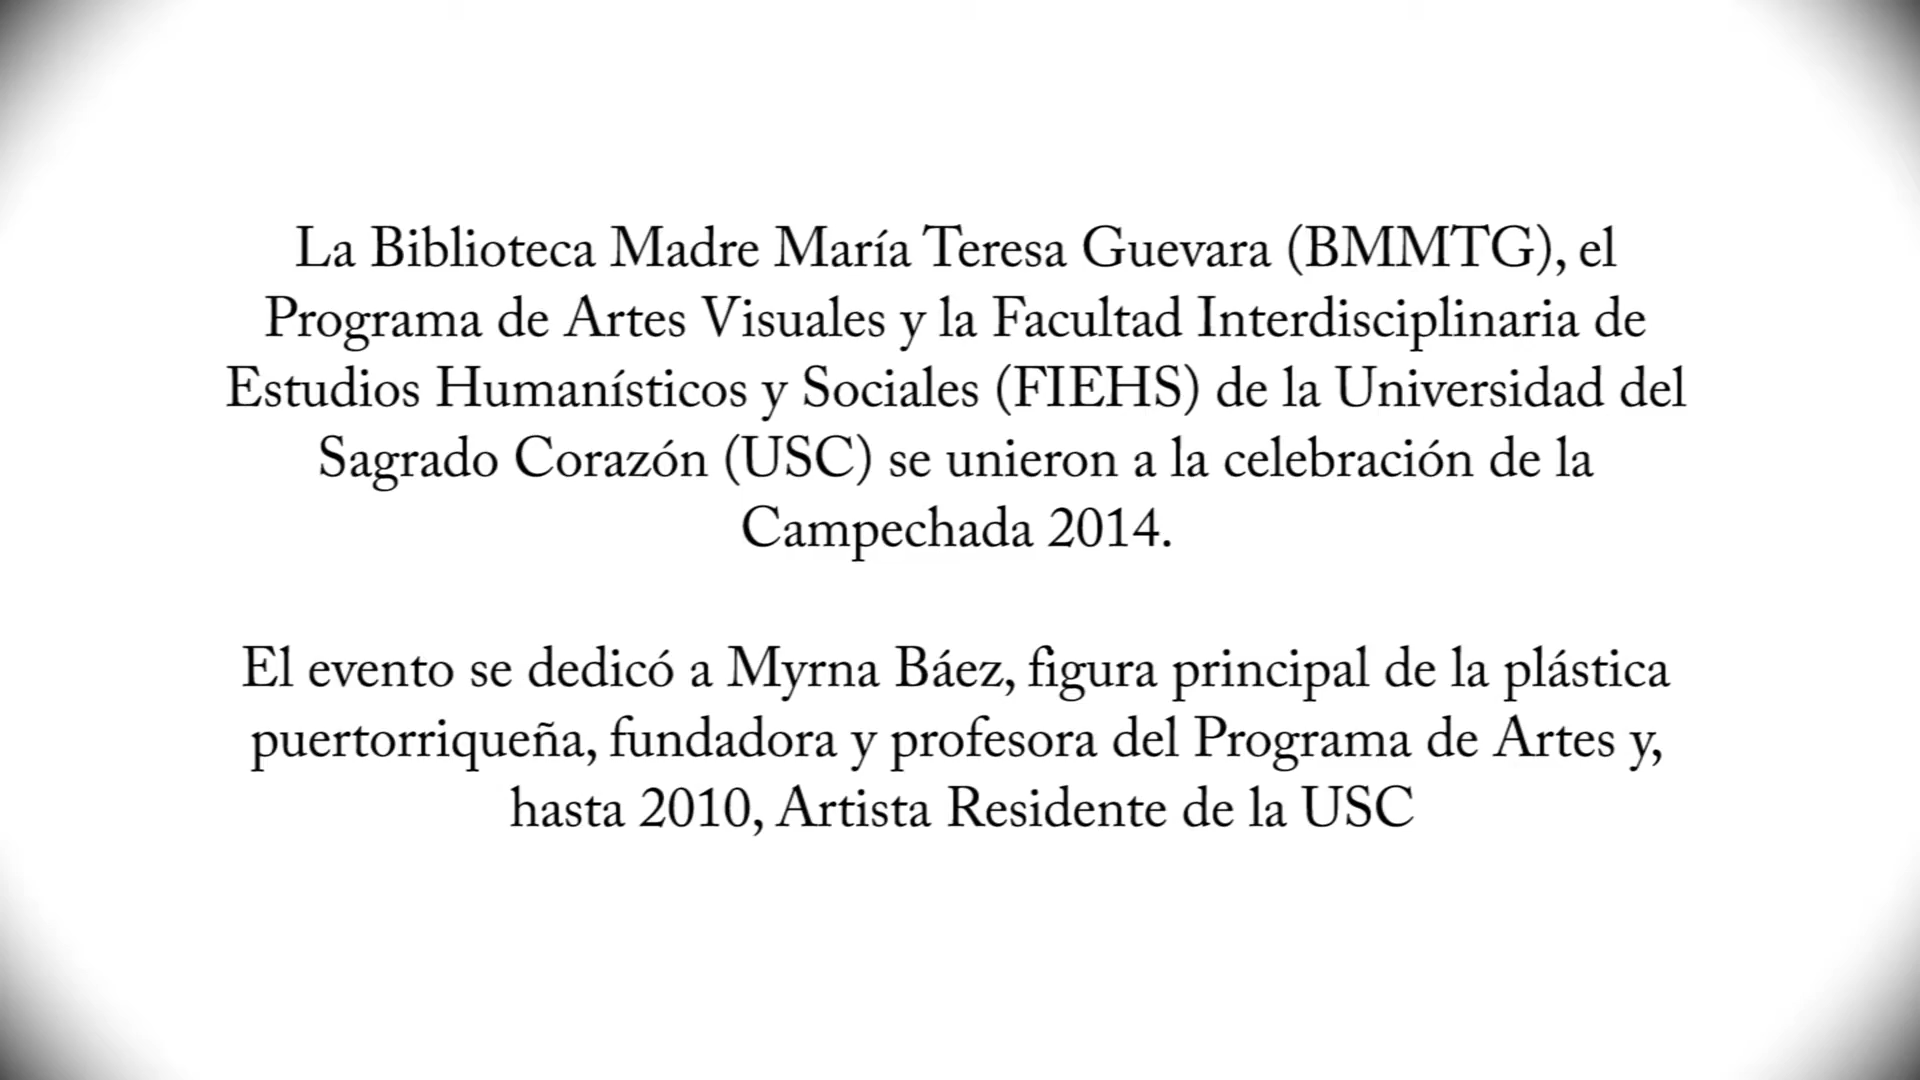 La Biblioteca Madre María Teresa Guevara (BMMTG), el
Programa de Artes Visuales y la Facultad Interdisciplinaria de
Estudios Humanísticos y Sociales (FIEHS) de la Universidad del
Sagrado Corazón (USC) se unieron a la celebración de la
Campechada 2014.
El evento se dedicó a Myrna Báez, figura principal de la plástica
puertorriqueña, fundadora y profesora del Programa de Artes y,
hasta 2010, Artista Residente de la USC